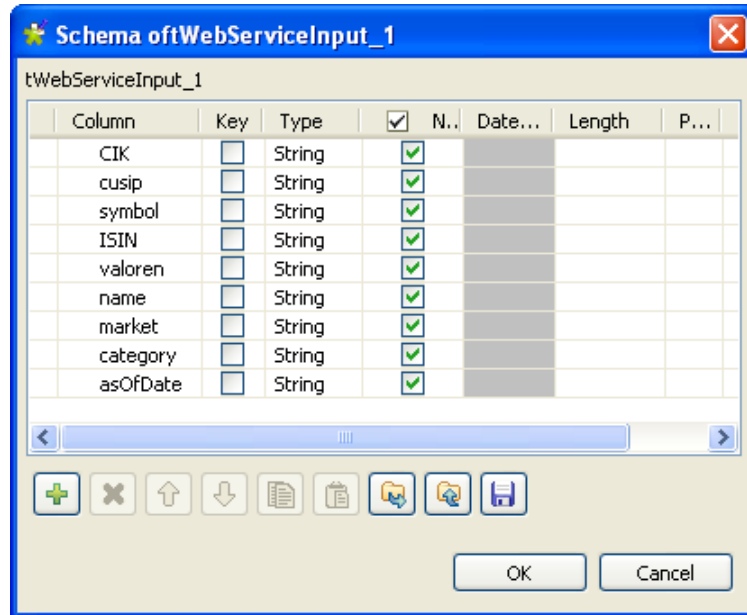 Schema oftWebServiceInput_1
tWebServiceInput_1
Column Key Type N.. Date... Length P...
CIK String
cusip String
symbol String
ISIN String
valoren String
name String
market String
category String
asOfDate String
OK Cancel